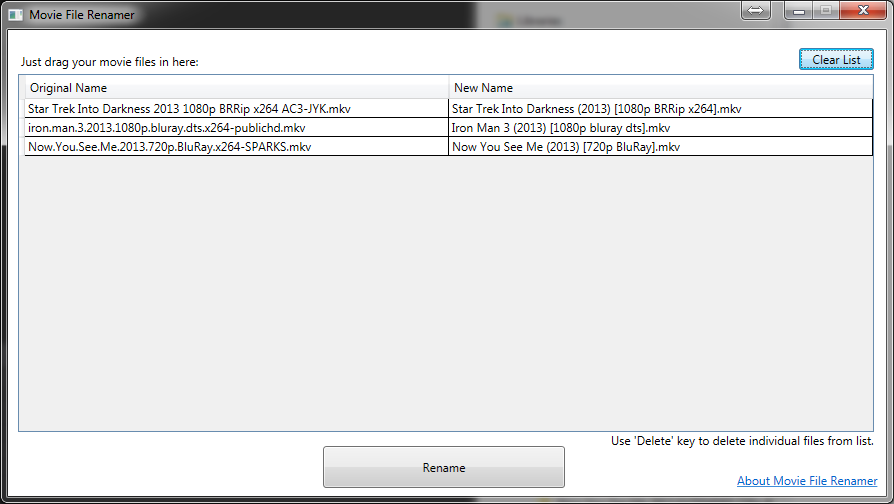 Movie File Renamer
Libraries
Just drag your movie files in here:
Clear List
Original Name New Name
Star Trek Into Darkness 2013 1080p BRRip x264 AC3-JYK.mkv Star Trek Into Darkness (2013) [1080p BRRip x264].mkv
iron.man.3.2013.1080p.bluray.dts.x264-publichd.mkv Iron Man 3 (2013) [1080p bluray dts].mkv
Now.You.See.Me.2013.720p.BluRay.x264-SPARKS.mkv Now You See Me (2013) [720p BluRay].mkv
Use 'Delete' key to delete individual files from list.
Rename
About Movie File Renamer